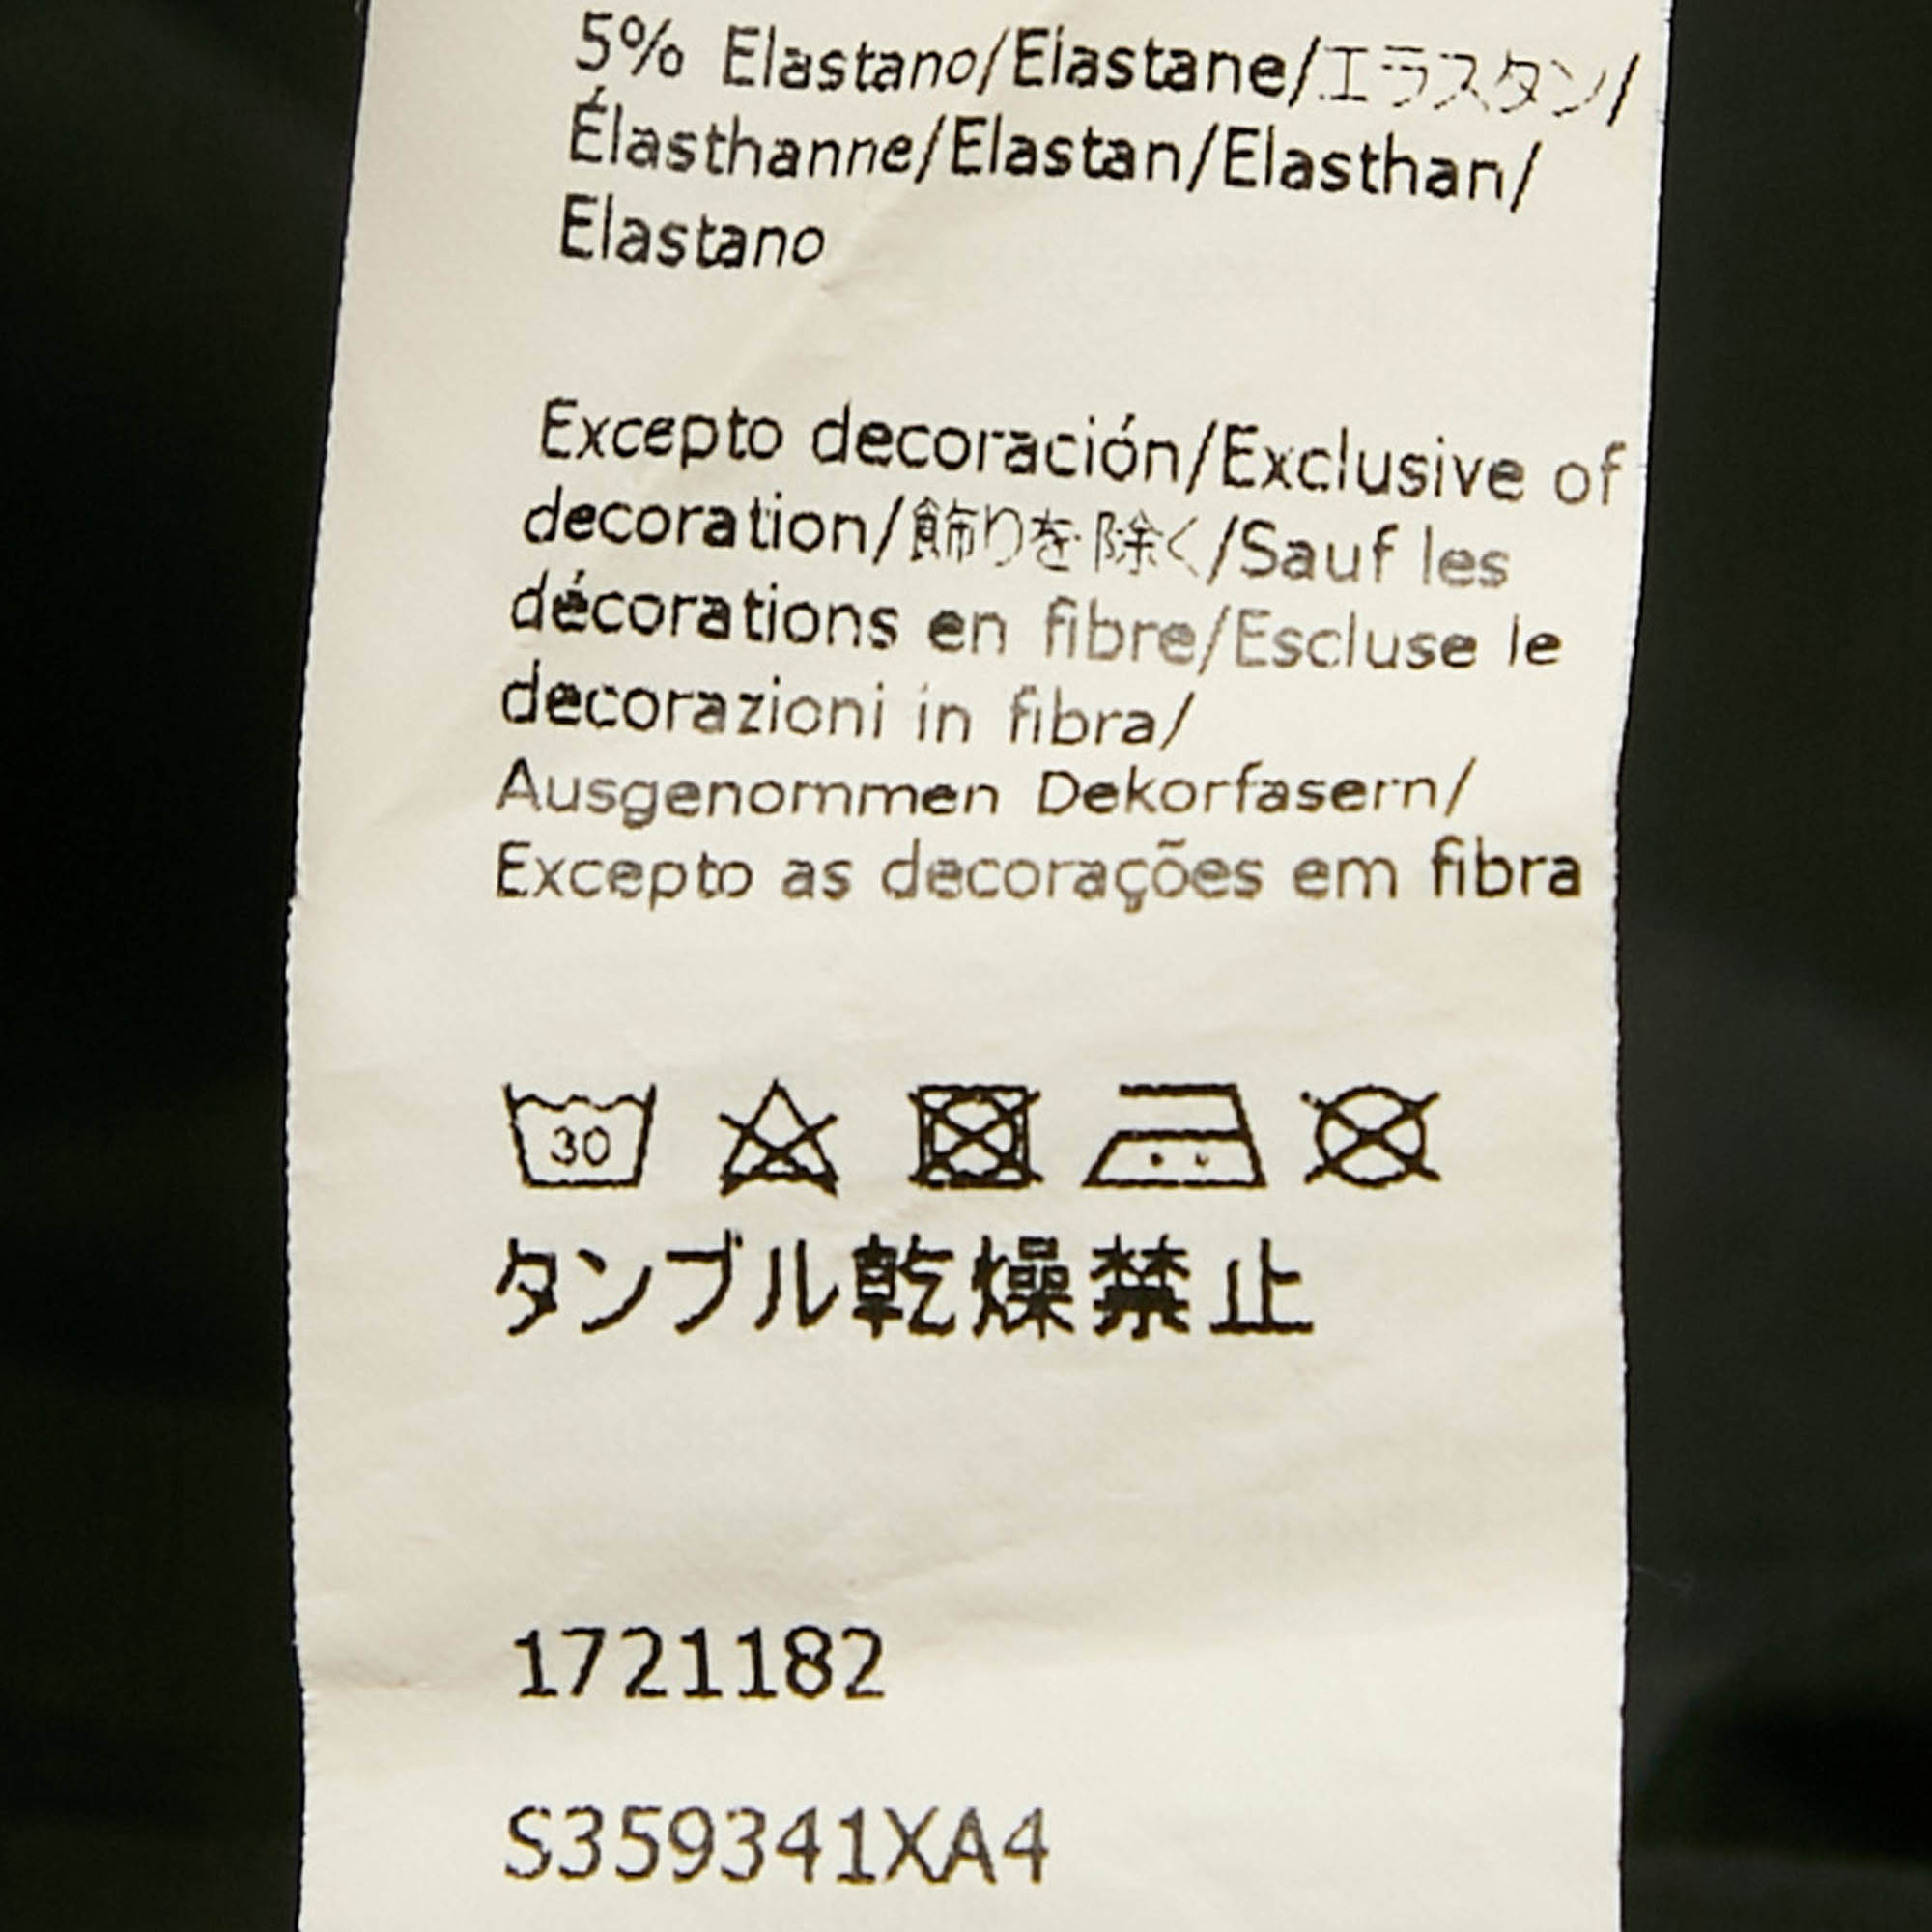 5% Elastano/Elastane/エラスタン/
Élasthanne/Elastan/Elasthan/
Elastano
Excepto decoración/Exclusive of
decoration/飾りを除く/Sauf les
décorations en fibre/Escluse le
decorazioni in fibra/
Ausgenommen Dekorfasern/
Excepto as decorações em fibra
30
タンブル乾燥禁止
1721182
S359341XA4